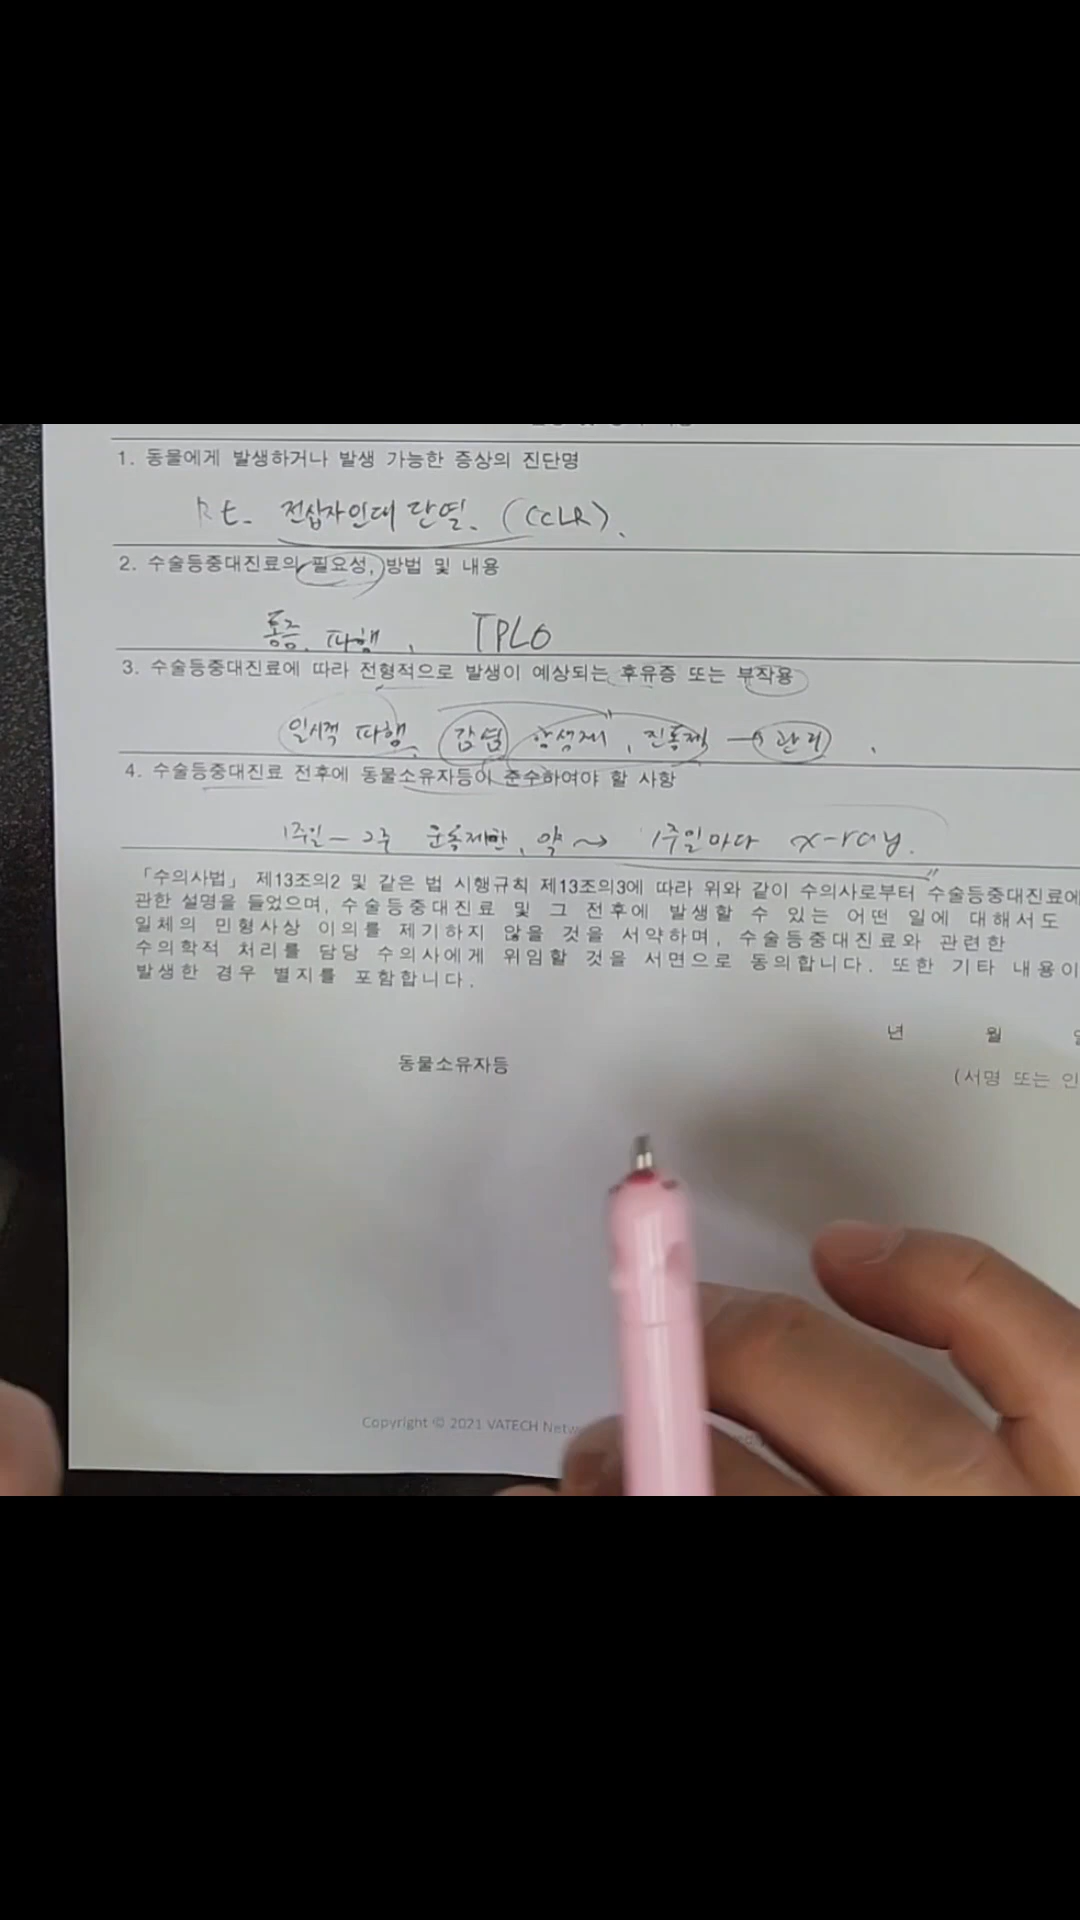 1. 동물에게 발생하거나 발생 가능한 증상의 진단명
Rt. 전십자인대 단열. (CCLR).
2. 수술등중대진료의 필요성, 방법 및 내용
통증. 파행, TPLO
3. 수술등중대진료에 따라 전형적으로 발생이 예상되는 후유증 또는 부작용
일시적 파행, 감염 항생제, 진통제 → 관리,
4. 수술등중대진료 전후에 동물소유자등이 준수하여야 할 사항
1주일 - 2주 운동제한, 약 → 1주일마다 x-ray.
「수의사법」 제13조의2 및 같은 법 시행규칙 제13조의3에 따라 위와 같이 수의사로부터 수술등중대진료에
관한 설명을 들었으며, 수술등중대진료 및 그 전후에 발생할 수 있는 어떤 일에 대해서도
일체의 민형사상 이의를 제기하지 않을 것을 서약하며, 수술등중대진료와 관련한
수의학적 처리를 담당 수의사에게 위임할 것을 서면으로 동의합니다. 또한 기타 내용이
발생한 경우 별지를 포함합니다.
년 월
동물소유자등 (서명 또는 인
Copyright © 2021 VATECH